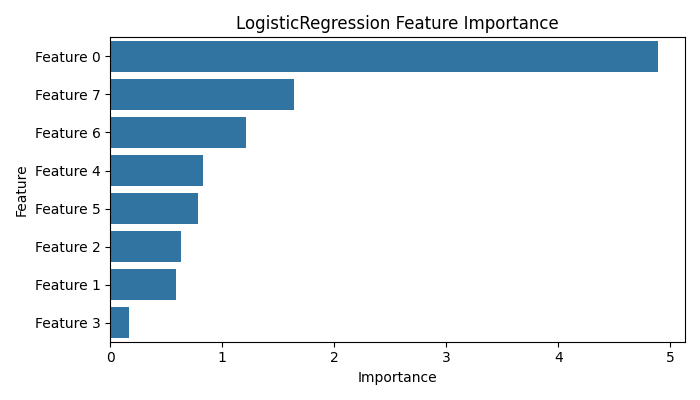 LogisticRegression Feature Importance
Feature
Feature 0
Feature 7
Feature 6
Feature 4
Feature 5
Feature 2
Feature 1
Feature 3
0 1 2 3 4 5
Importance